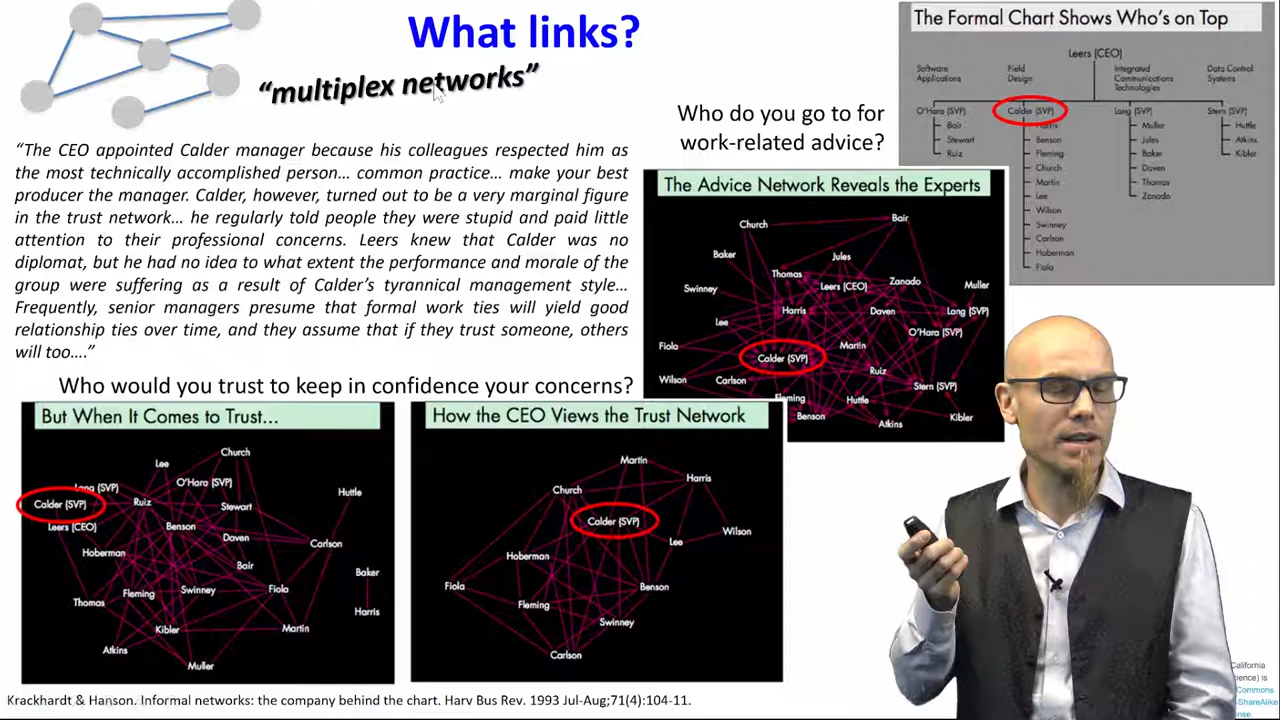 What links?
“multiplex networks”
“The CEO appointed Calder manager because his colleagues respected him as
the most technically accomplished person… common practice… make your best
producer the manager. Calder, however, turned out to be a very marginal figure
in the trust network… he regularly told people they were stupid and paid little
attention to their professional concerns. Leers knew that Calder was no
diplomat, but he had no idea to what extent the performance and morale of the
group were suffering as a result of Calder’s tyrannical management style…
Frequently, senior managers presume that formal work ties will yield good
relationship ties over time, and they assume that if they trust someone, others
will too….”
The Formal Chart Shows Who’s on Top
Leers (CEO)
Software
Applications
Field
Design
Integrated
Communications
Technologies
Data Control
Systems
O’Hara (SVP)
Bair
Stewart
Ruiz
Calder (SVP)
Harris
Benson
Fleming
Church
Martin
Lee
Wilson
Swinney
Carlson
Hoberman
Fiola
Lang (SVP)
Muller
Jules
Baker
Daven
Thomas
Zanado
Stern (SVP)
Huttle
Atkins
Kibler
Who do you go to for
work-related advice?
The Advice Network Reveals the Experts
Church
Bair
Baker
Jules
Thomas
Leers (CEO)
Zanado
Muller
Swinney
Harris
Daven
Lang (SVP)
Lee
O’Hara (SVP)
Fiola
Martin
Calder (SVP)
Ruiz
Wilson
Carlson
Stern (SVP)
Fleming
Huttle
Benson
Atkins
Kibler
Who would you trust to keep in confidence your concerns?
But When It Comes to Trust…
Church
Lee
O’Hara (SVP)
Lang (SVP)
Huttle
Calder (SVP)
Ruiz
Stewart
Leers (CEO)
Benson
Daven
Carlson
Hoberman
Bair
Baker
Fleming
Swinney
Fiola
Thomas
Harris
Kibler
Martin
Atkins
Muller
How the CEO Views the Trust Network
Martin
Harris
Church
Calder (SVP)
Wilson
Lee
Hoberman
Fiola
Benson
Fleming
Swinney
Carlson
Krackhardt & Hanson. Informal networks: the company behind the chart. Harv Bus Rev. 1993 Jul-Aug;71(4):104-11.
California
ience) is
Commons
-ShareAlike
ense.